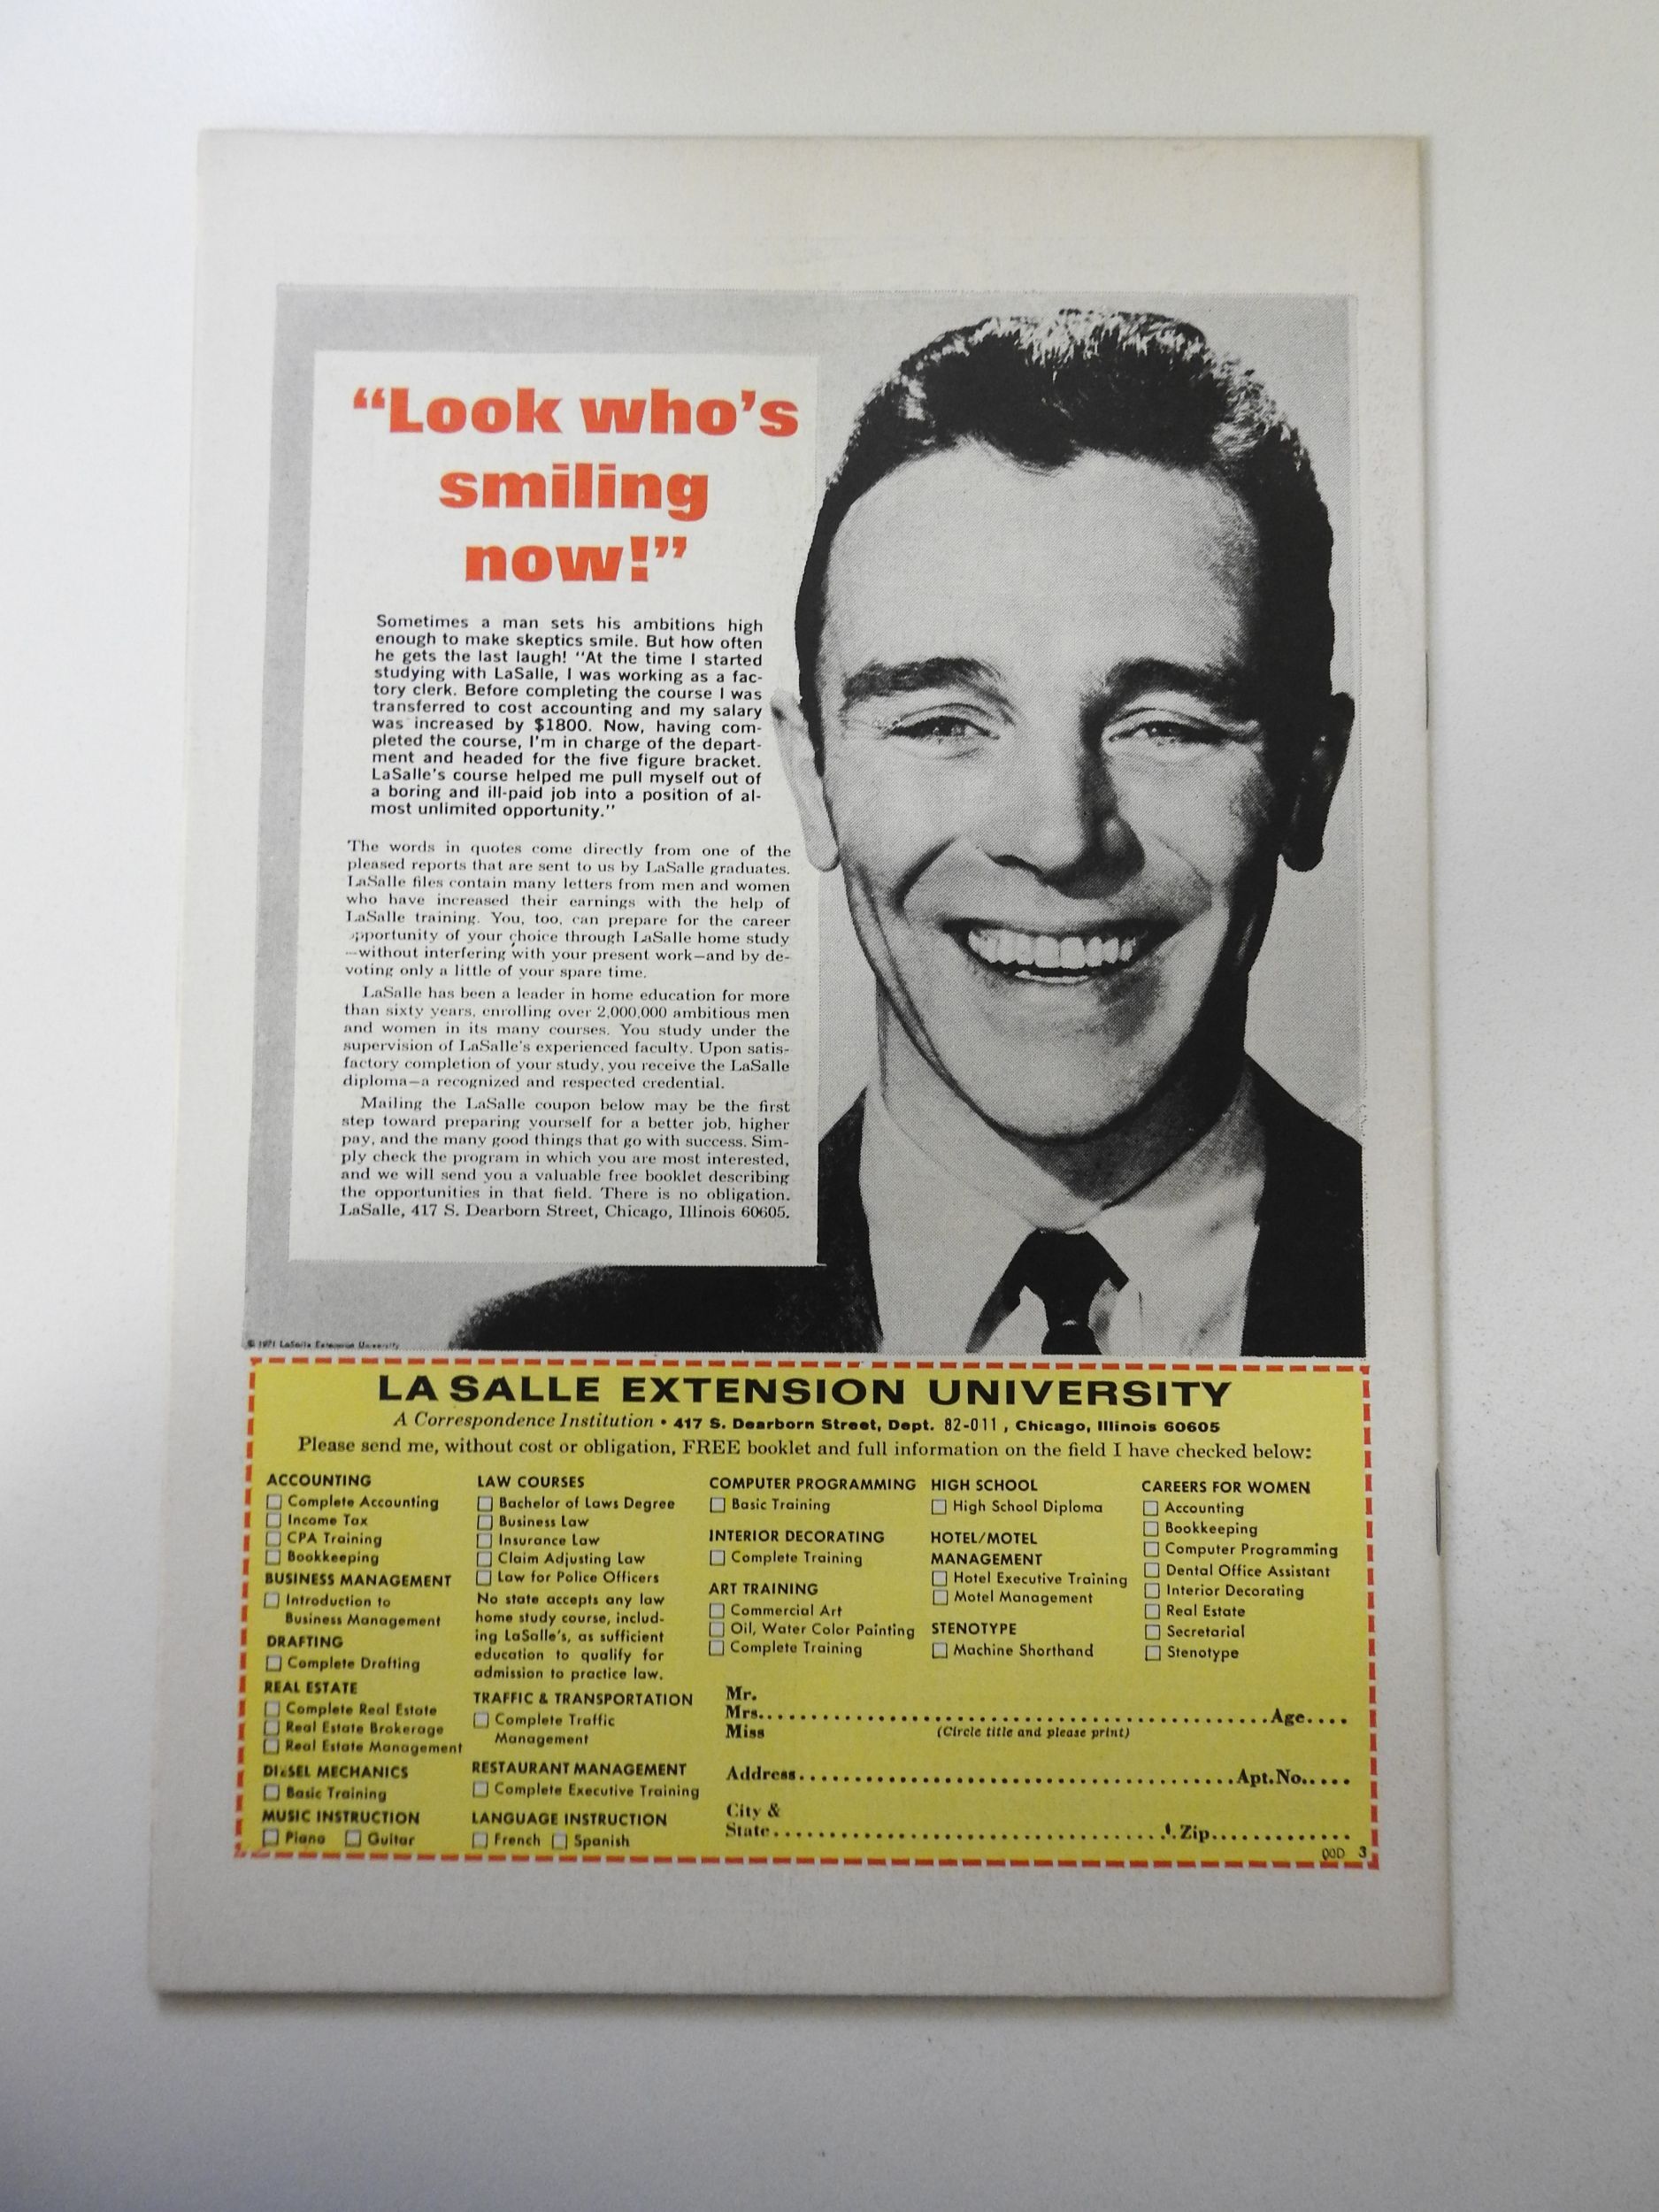 “Look who’s
smiling
now!”
Sometimes a man sets his ambitions high
enough to make skeptics smile. But how often
he gets the last laugh! “At the time I started
studying with LaSalle, I was working as a fac-
tory clerk. Before completing the course I was
transferred to cost accounting and my salary
was increased by $1800. Now, having com-
pleted the course, I’m in charge of the depart-
ment and headed for the five figure bracket.
LaSalle’s course helped me pull myself out of
a boring and ill-paid job into a position of al-
most unlimited opportunity.”
The words in quotes come directly from one of the
pleased reports that are sent to us by LaSalle graduates.
LaSalle files contain many letters from men and women
who have increased their earnings with the help of
LaSalle training. You, too, can prepare for the career
opportunity of your choice through LaSalle home study
—without interfering with your present work—and by de-
voting only a little of your spare time.
LaSalle has been a leader in home education for more
than sixty years, enrolling over 2,000,000 ambitious men
and women in its many courses. You study under the
supervision of LaSalle’s experienced faculty. Upon satis-
factory completion of your study, you receive the LaSalle
diploma—a recognized and respected credential.
Mailing the LaSalle coupon below may be the first
step toward preparing yourself for a better job, higher
pay, and the many good things that go with success. Sim-
ply check the program in which you are most interested,
and we will send you a valuable free booklet describing
the opportunities in that field. There is no obligation.
LaSalle, 417 S. Dearborn Street, Chicago, Illinois 60605.
© 1971 LaSalle Extension University
LA SALLE EXTENSION UNIVERSITY
A Correspondence Institution • 417 S. Dearborn Street, Dept. 82-011, Chicago, Illinois 60605
Please send me, without cost or obligation, FREE booklet and full information on the field I have checked below:
ACCOUNTING
Complete Accounting
Income Tax
CPA Training
Bookkeeping
BUSINESS MANAGEMENT
Introduction to
Business Management
DRAFTING
Complete Drafting
REAL ESTATE
Complete Real Estate
Real Estate Brokerage
Real Estate Management
DIESEL MECHANICS
Basic Training
MUSIC INSTRUCTION
Piano Guitar
LAW COURSES
Bachelor of Laws Degree
Business Law
Insurance Law
Claim Adjusting Law
Law for Police Officers
No state accepts any law
home study course, includ-
ing LaSalle’s, as sufficient
education to qualify for
admission to practice law.
TRAFFIC & TRANSPORTATION
Complete Traffic
Management
RESTAURANT MANAGEMENT
Complete Executive Training
LANGUAGE INSTRUCTION
French Spanish
COMPUTER PROGRAMMING
Basic Training
INTERIOR DECORATING
Complete Training
ART TRAINING
Commercial Art
Oil, Water Color Painting
Complete Training
HIGH SCHOOL
High School Diploma
HOTEL/MOTEL
MANAGEMENT
Hotel Executive Training
Motel Management
STENOTYPE
Machine Shorthand
CAREERS FOR WOMEN
Accounting
Bookkeeping
Computer Programming
Dental Office Assistant
Interior Decorating
Real Estate
Secretarial
Stenotype
Mr.
Mrs. Age
Miss (Circle title and please print)
Address Apt.No.
City &
State Zip
00D 3